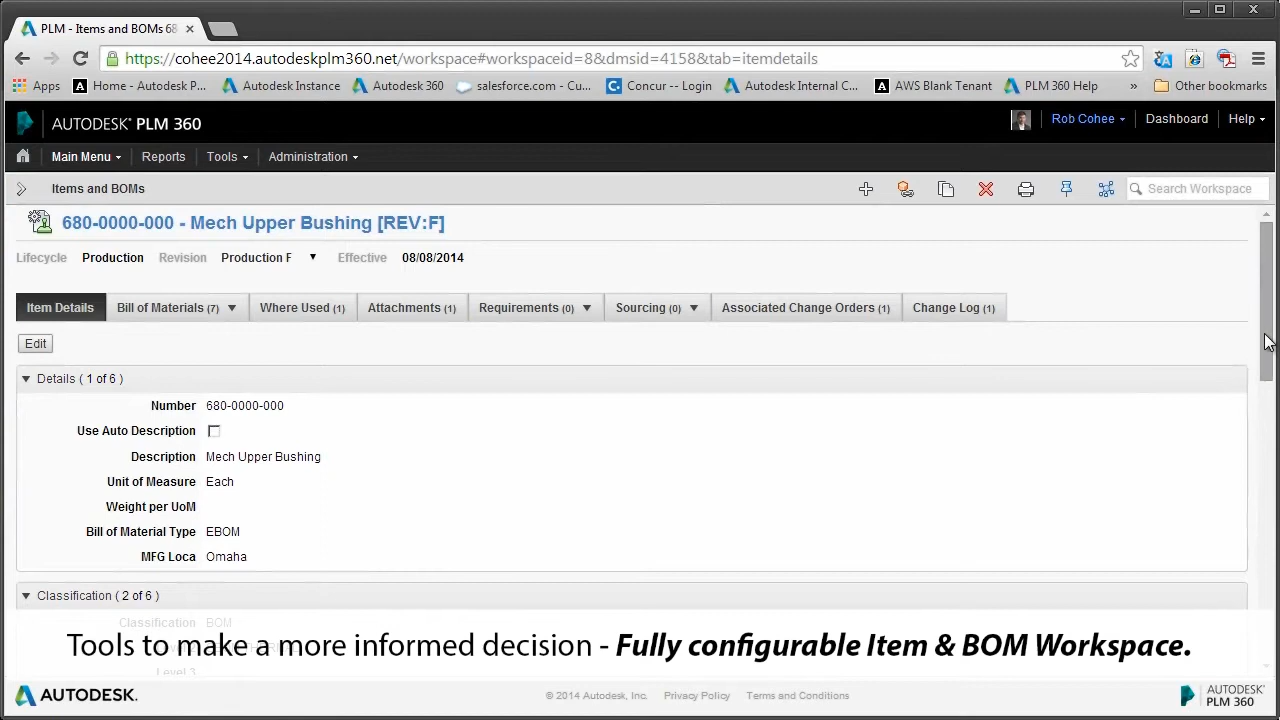 PLM - Items and BOMs 68
https://cohee2014.autodeskplm360.net/workspace#workspaceid=8&dmsid=4158&tab=itemdetails
Apps Home - Autodesk P... Autodesk Instance Autodesk 360 salesforce.com - Cu... Concur -- Login Autodesk Internal C... AWS Blank Tenant PLM 360 Help » Other bookmarks
AUTODESK® PLM 360 Rob Cohee Dashboard Help
Main Menu Reports Tools Administration
Items and BOMs Search Workspace
680-0000-000 - Mech Upper Bushing [REV:F]
Lifecycle Production Revision Production F Effective 08/08/2014
Item Details Bill of Materials (7) Where Used (1) Attachments (1) Requirements (0) Sourcing (0) Associated Change Orders (1) Change Log (1)
Edit
Details ( 1 of 6 )
Number 680-0000-000
Use Auto Description
Description Mech Upper Bushing
Unit of Measure Each
Weight per UoM
Bill of Material Type EBOM
MFG Loca Omaha
Classification ( 2 of 6 )
Classification BOM
Tools to make a more informed decision - Fully configurable Item & BOM Workspace.
Level 3
AUTODESK. © 2014 Autodesk, Inc. Privacy Policy Terms and Conditions AUTODESK® PLM 360